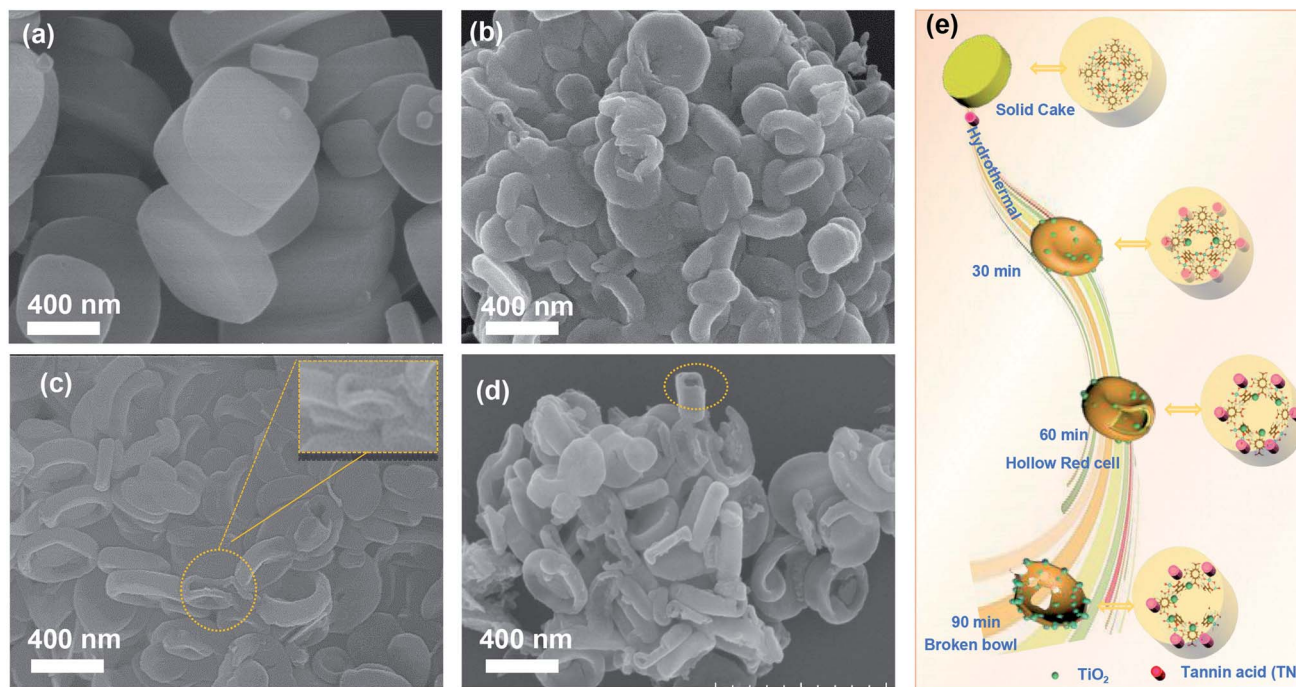 (a)
400 nm
(b)
400 nm
(c)
400 nm
(d)
400 nm
(e)
Solid Cake
Hydrothermal
30 min
60 min
Hollow Red cell
90 min
Broken bowl
TiO₂
Tannin acid (TN